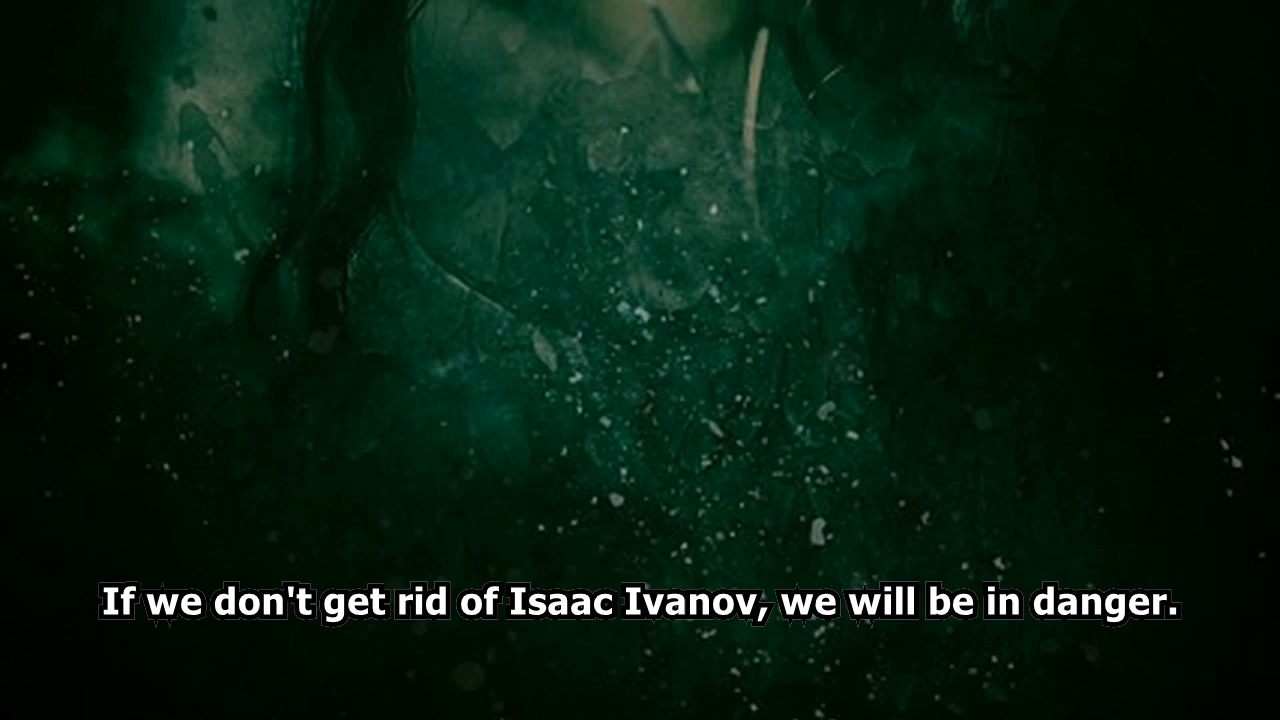 If we don't get rid of Isaac Ivanov, we will be in danger.